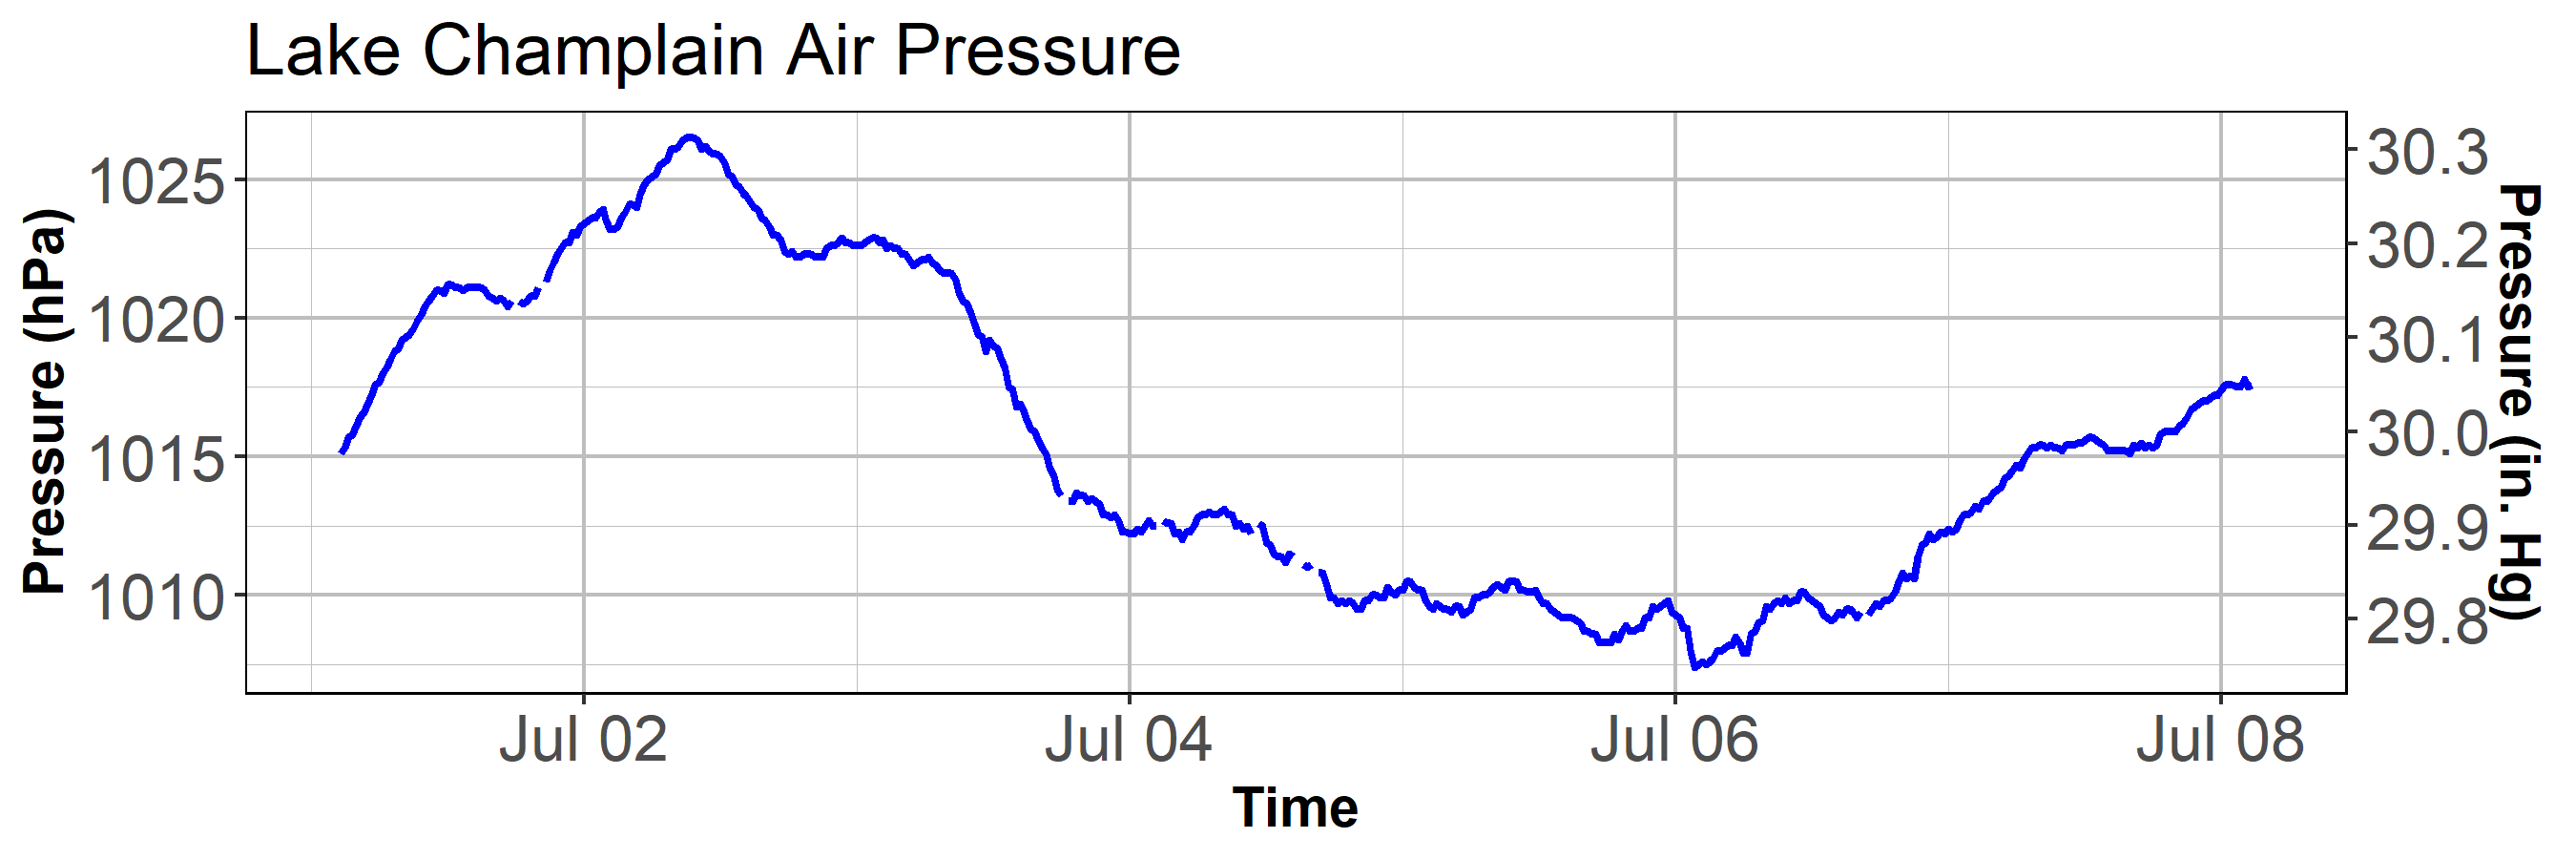 Lake Champlain Air Pressure
Pressure (hPa)
1025
1020
1015
1010
30.3
30.2
30.1
30.0
29.9
29.8
Pressure (in. Hg)
Jul 02
Jul 04
Jul 06
Jul 08
Time